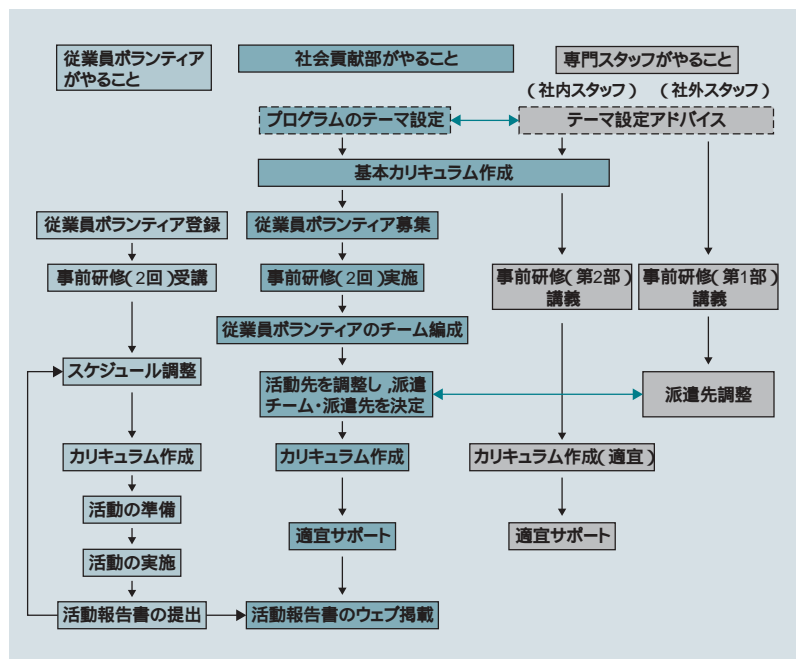 従業員ボランティア
がやること
社会貢献部がやること
専門スタッフがやること
(社内スタッフ) (社外スタッフ)
プログラムのテーマ設定
テーマ設定アドバイス
基本カリキュラム作成
従業員ボランティア登録
従業員ボランティア募集
事前研修(2回)受講
事前研修(2回)実施
事前研修(第2部)
講義
事前研修(第1部)
講義
従業員ボランティアのチーム編成
スケジュール調整
活動先を調整し,派遣
チーム・派遣先を決定
派遣先調整
カリキュラム作成
カリキュラム作成
カリキュラム作成(適宜)
活動の準備
適宜サポート
適宜サポート
活動の実施
活動報告書の提出
活動報告書のウェブ掲載